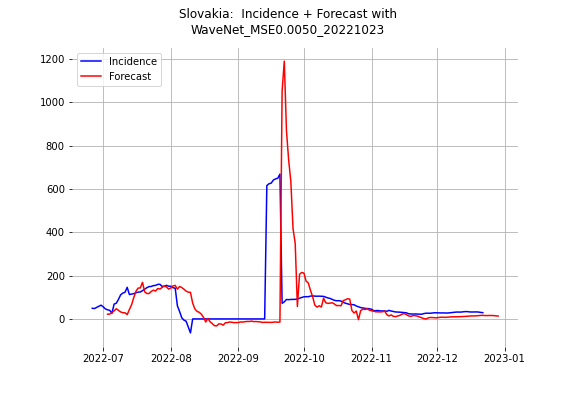 Slovakia:  Incidence + Forecast with
WaveNet_MSE0.0050_20221023
Incidence
Forecast
1200
1000
800
600
400
200
0
2022-07 2022-08 2022-09 2022-10 2022-11 2022-12 2023-01